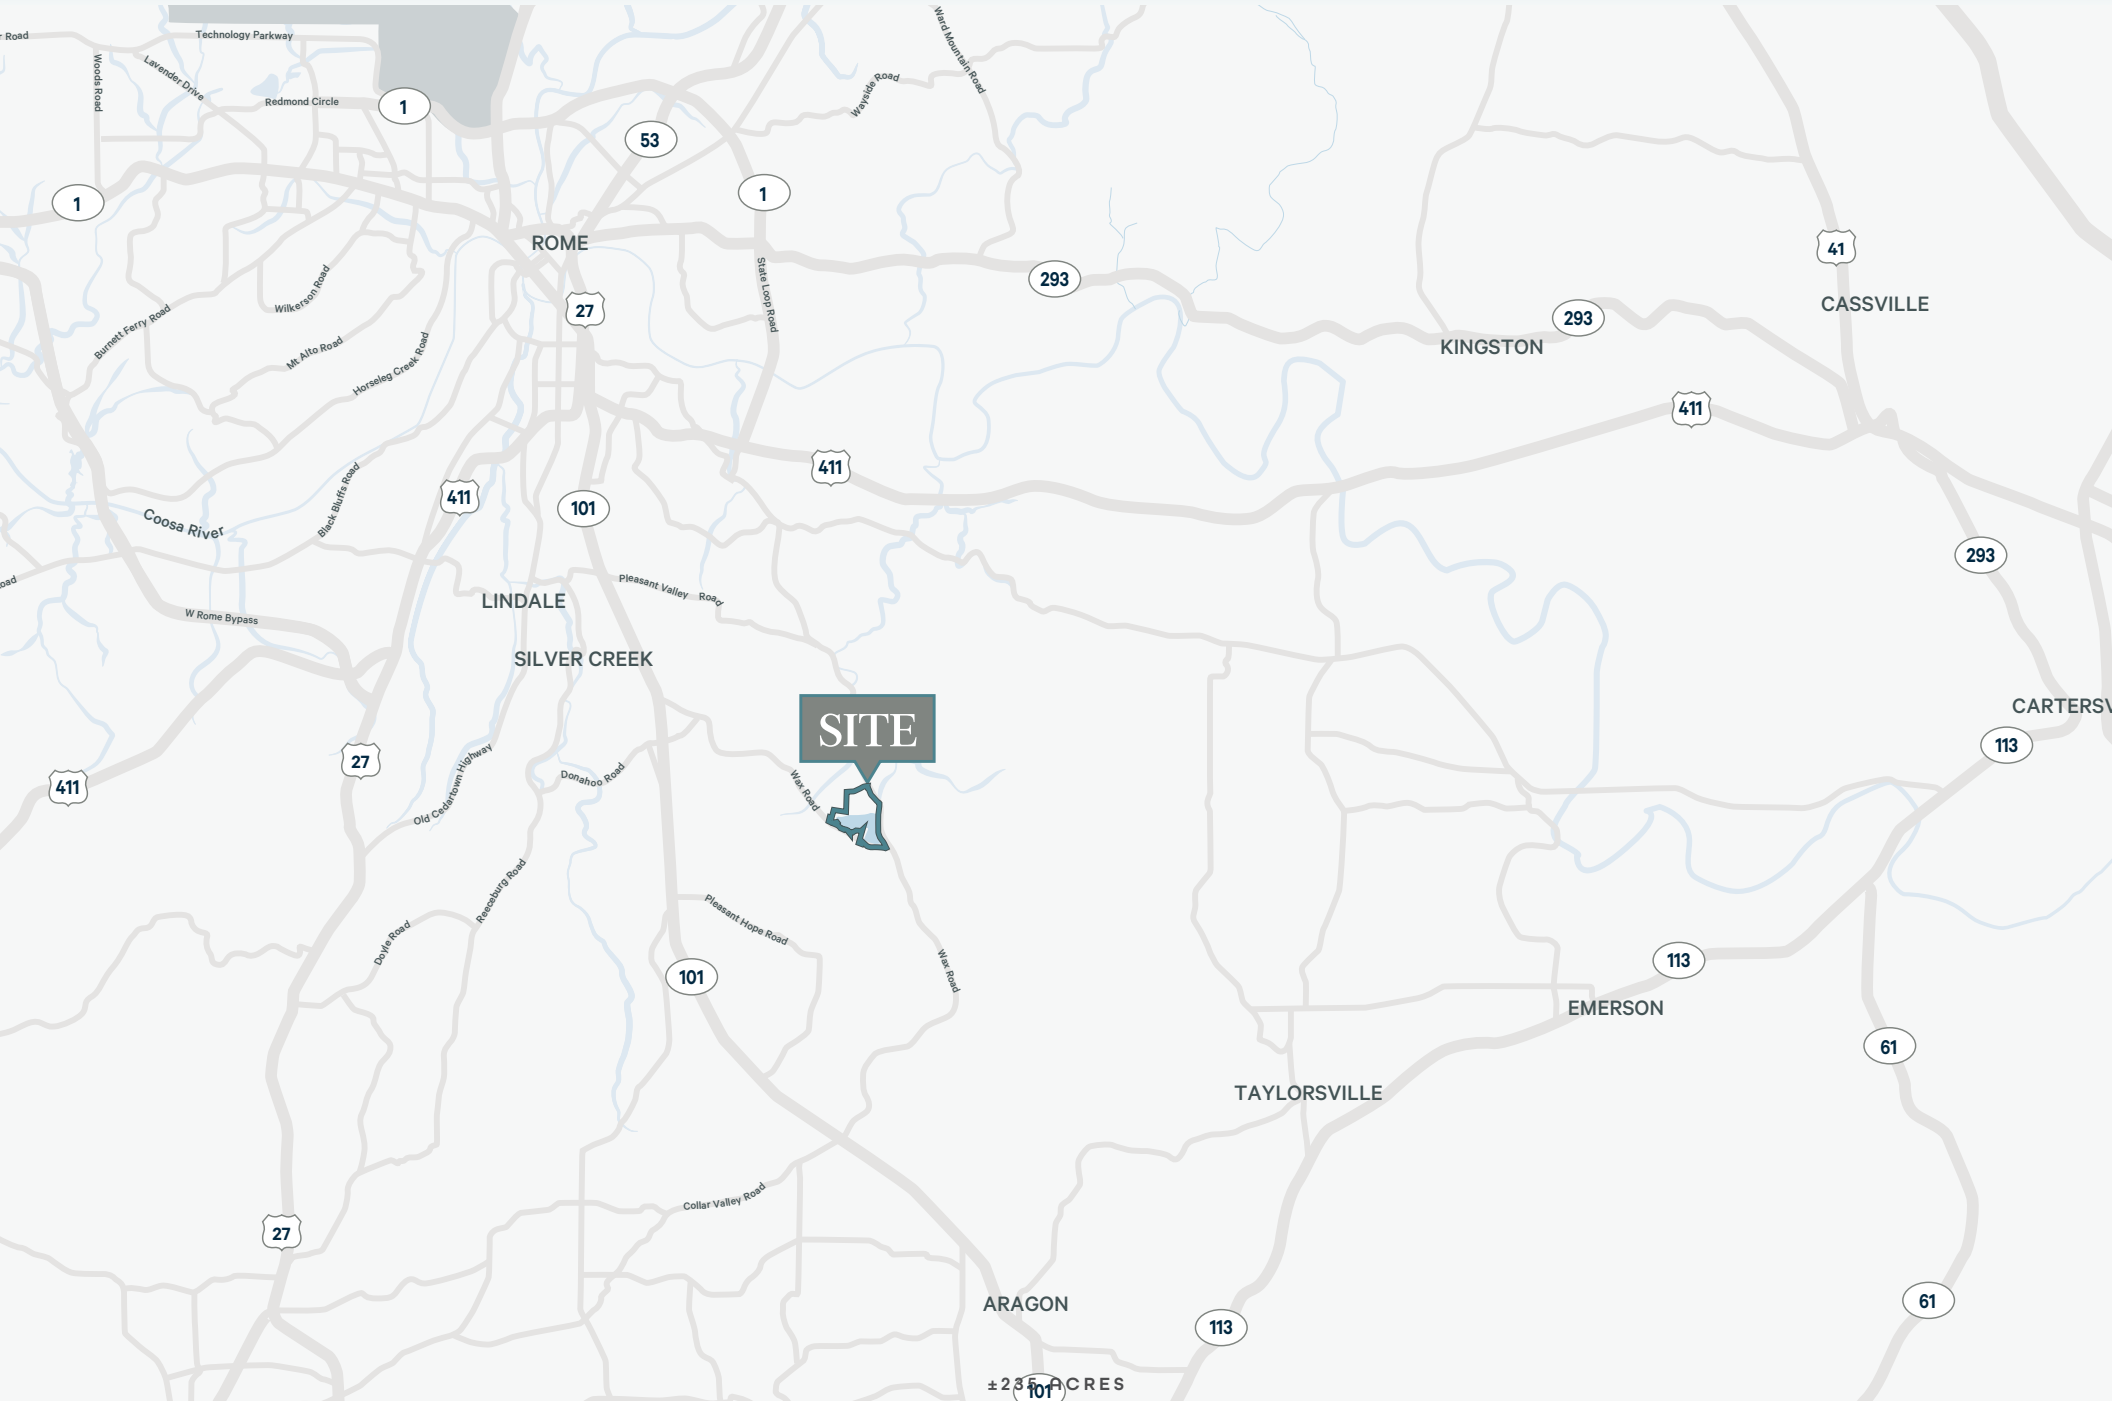 r Road
Technology Parkway
Ward Mountain Road
Woods Road
Lavender Drive
Wayside Road
Redmond Circle
1
53
1
1
ROME
41
State Loop Road
293
Wilkerson Road
CASSVILLE
27
293
Burnett Ferry Road
Mt Alto Road
KINGSTON
Horseleg Creek Road
411
411
411
Black Bluffs Road
101
Coosa River
293
oad
Pleasant Valley Road
LINDALE
W Rome Bypass
SILVER CREEK
CARTERSV
SITE
113
27
Donahoo Road
411
Old Cedartown Highway
Wax Road
Reeceburg Road
Pleasant Hope Road
Doyle Road
113
Wax Road
101
EMERSON
61
TAYLORSVILLE
Collar Valley Road
27
61
ARAGON
113
±235 ACRES
101